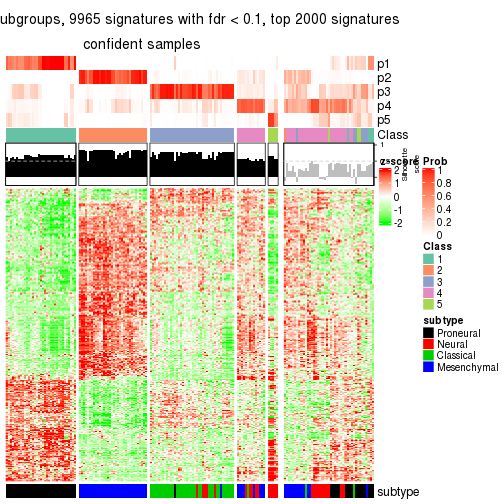 ubgroups, 9965 signatures with fdr < 0.1, top 2000 signatures
confident samples
p1
p2
p3
p4
p5
Class
1
Silhouette
score
z-score
2
1
0
-1
-2
Prob
1
0.8
0.6
0.4
0.2
0
Class
1
2
3
4
5
subtype
Proneural
Neural
Classical
Mesenchymal
subtype